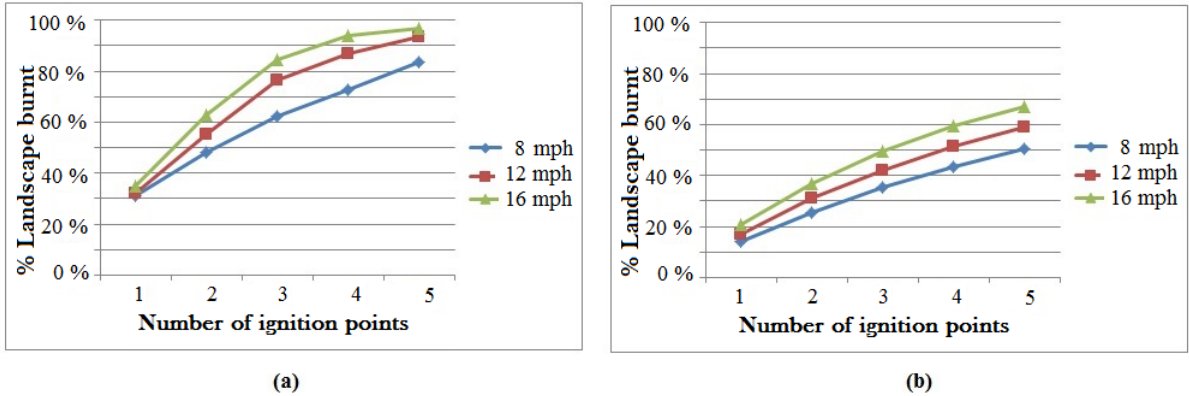 100 %
80 %
60 %
40 %
20 %
0 %
% Landscape burnt
1 2 3 4 5
Number of ignition points
8 mph
12 mph
16 mph
(a)
100 %
80 %
60 %
40 %
20 %
0 %
% Landscape burnt
1 2 3 4 5
Number of ignition points
8 mph
12 mph
16 mph
(b)